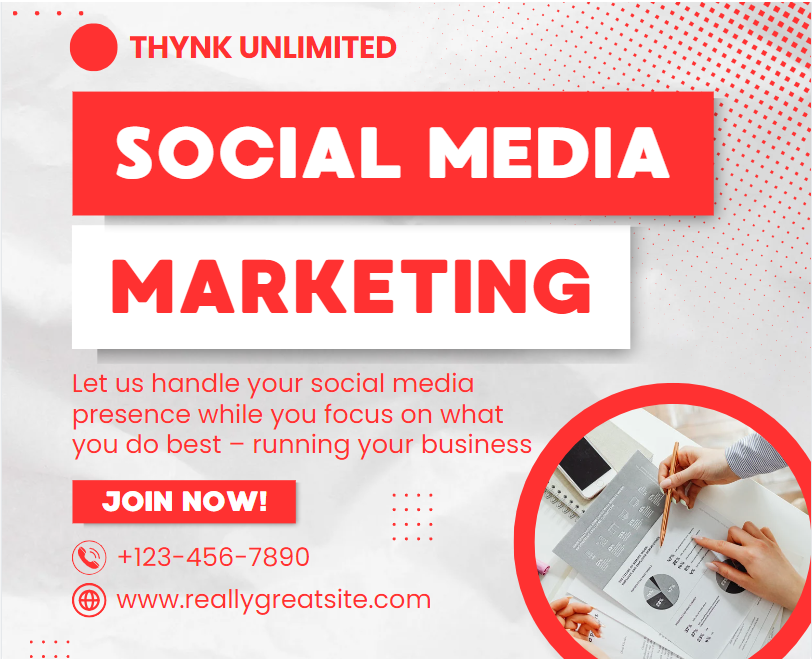 THYNK UNLIMITED
SOCIAL MEDIA
MARKETING
Let us handle your social media
presence while you focus on what
you do best – running your business
JOIN NOW!
+123-456-7890
www.reallygreatsite.com